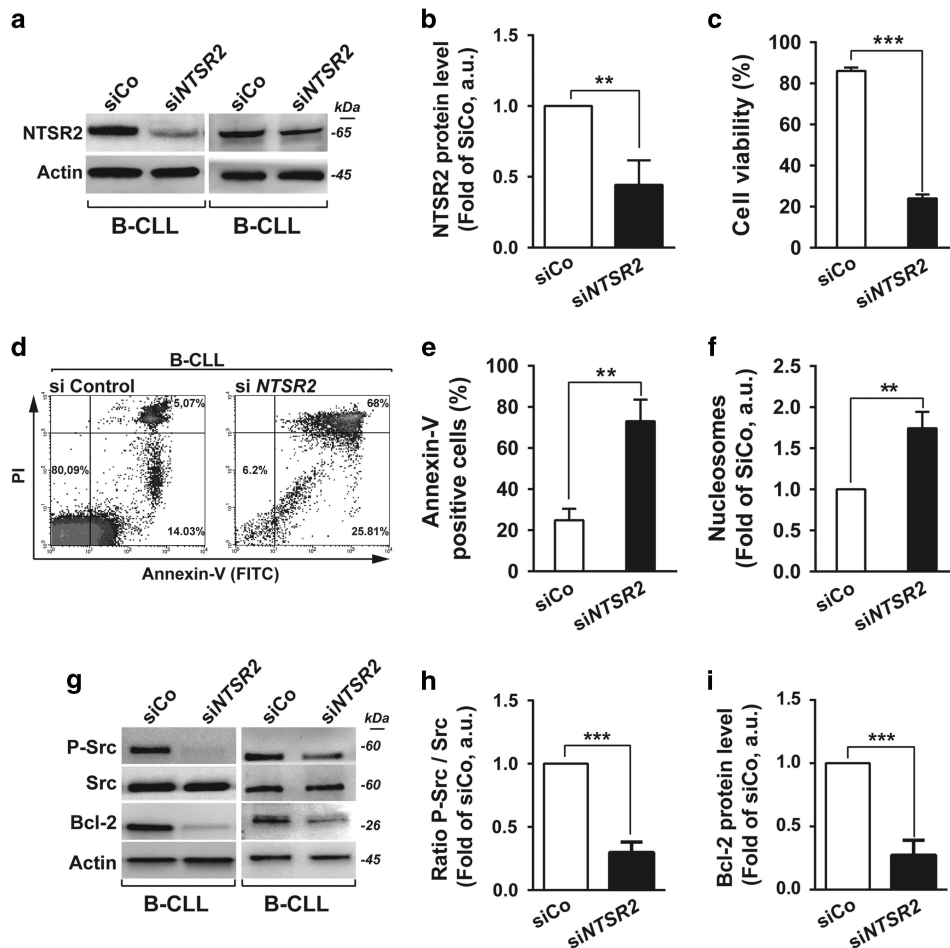 a
siCo
siNTSR2
siCo
siNTSR2
kDa
NTSR2
-65
Actin
-45
B-CLL
B-CLL
b
NTSR2 protein level
(Fold of SiCo, a.u.)
1.5
1.0
0.5
0.0
**
siCo
siNTSR2
c
Cell viability (%)
100
80
60
40
20
0
***
siCo
siNTSR2
d
B-CLL
si Control
si NTSR2
5,07%
80,09%
14.03%
68%
6.2%
25.81%
PI
Annexin-V (FITC)
e
Annexin-V
positive cells (%)
100
80
60
40
20
0
**
siCo
siNTSR2
f
Nucleosomes
(Fold of SiCo, a.u.)
2.5
2.0
1.5
1.0
0.5
0.0
**
siCo
siNTSR2
g
siCo
siNTSR2
siCo
siNTSR2
kDa
P-Src
-60
Src
-60
Bcl-2
-26
Actin
-45
B-CLL
B-CLL
h
Ratio P-Src / Src
(Fold of siCo, a.u.)
1.5
1.0
0.5
0.0
***
siCo
siNTSR2
i
Bcl-2 protein level
(Fold of siCo, a.u.)
1.5
1.0
0.5
0.0
***
siCo
siNTSR2